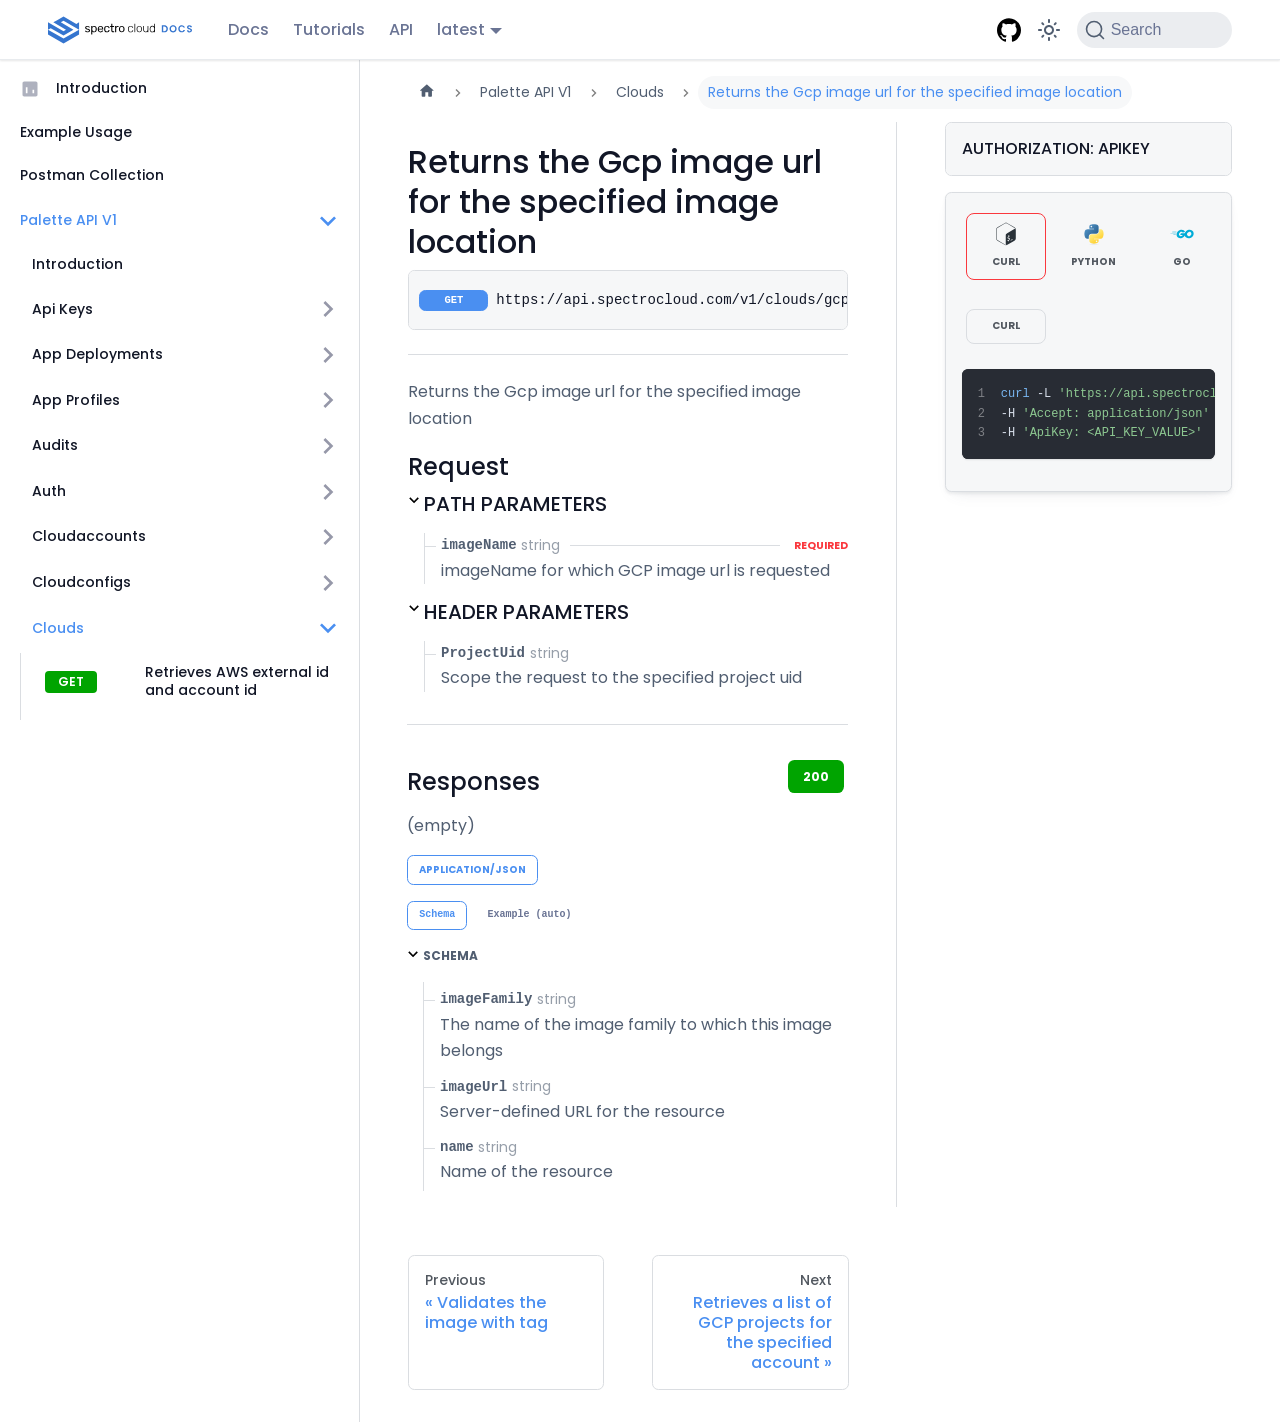 spectro cloud DOCS
Docs
Tutorials
API
latest
Search
Introduction
Example Usage
Postman Collection
Palette API V1
Introduction
Api Keys
App Deployments
App Profiles
Audits
Auth
Cloudaccounts
Cloudconfigs
Clouds
GET
Retrieves AWS external id
and account id
Palette API V1
Clouds
Returns the Gcp image url for the specified image location
Returns the Gcp image url
for the specified image
location
GET https://api.spectrocloud.com/v1/clouds/gcp
Returns the Gcp image url for the specified image
location
Request
PATH PARAMETERS
imageName string REQUIRED
imageName for which GCP image url is requested
HEADER PARAMETERS
ProjectUid string
Scope the request to the specified project uid
Responses
200
(empty)
APPLICATION/JSON
Schema
Example (auto)
SCHEMA
imageFamily string
The name of the image family to which this image
belongs
imageUrl string
Server-defined URL for the resource
name string
Name of the resource
Previous
« Validates the
image with tag
Next
Retrieves a list of
GCP projects for
the specified
account »
AUTHORIZATION: APIKEY
CURL
PYTHON
GO
CURL
1 curl -L 'https://api.spectrocl
2 -H 'Accept: application/json'
3 -H 'ApiKey: <API_KEY_VALUE>'